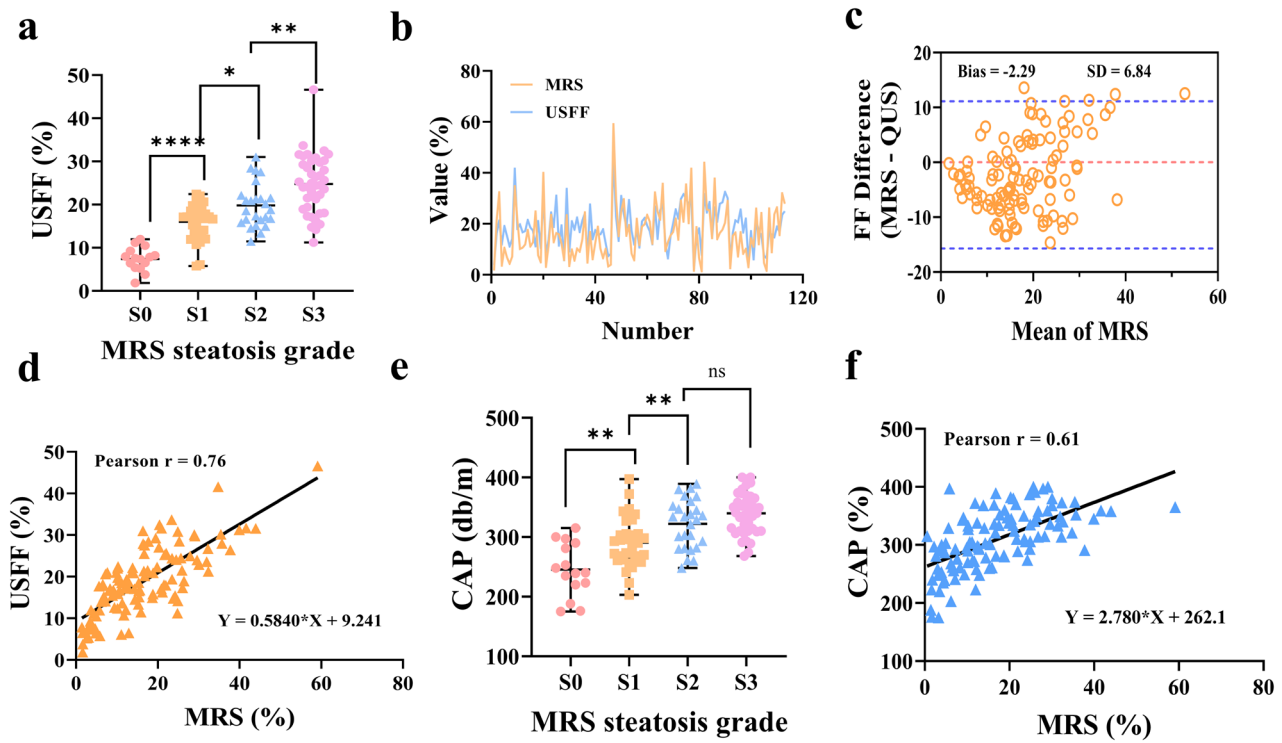 a
USFF (%)
50
40
30
20
10
0
****
*
**
S0 S1 S2 S3
MRS steatosis grade
b
Value (%)
80
60
40
20
0
MRS
USFF
0 40 80 120
Number
c
FF Difference
(MRS - QUS)
20
10
0
-10
-20
Bias = -2.29 SD = 6.84
0 20 40 60
Mean of MRS
d
USFF (%)
50
40
30
20
10
0
Pearson r = 0.76
Y = 0.5840*X + 9.241
0 20 40 60 80
MRS (%)
e
CAP (db/m)
500
400
300
200
100
**
**
ns
S0 S1 S2 S3
MRS steatosis grade
f
CAP (%)
500
400
300
200
100
Pearson r = 0.61
Y = 2.780*X + 262.1
0 20 40 60 80
MRS (%)